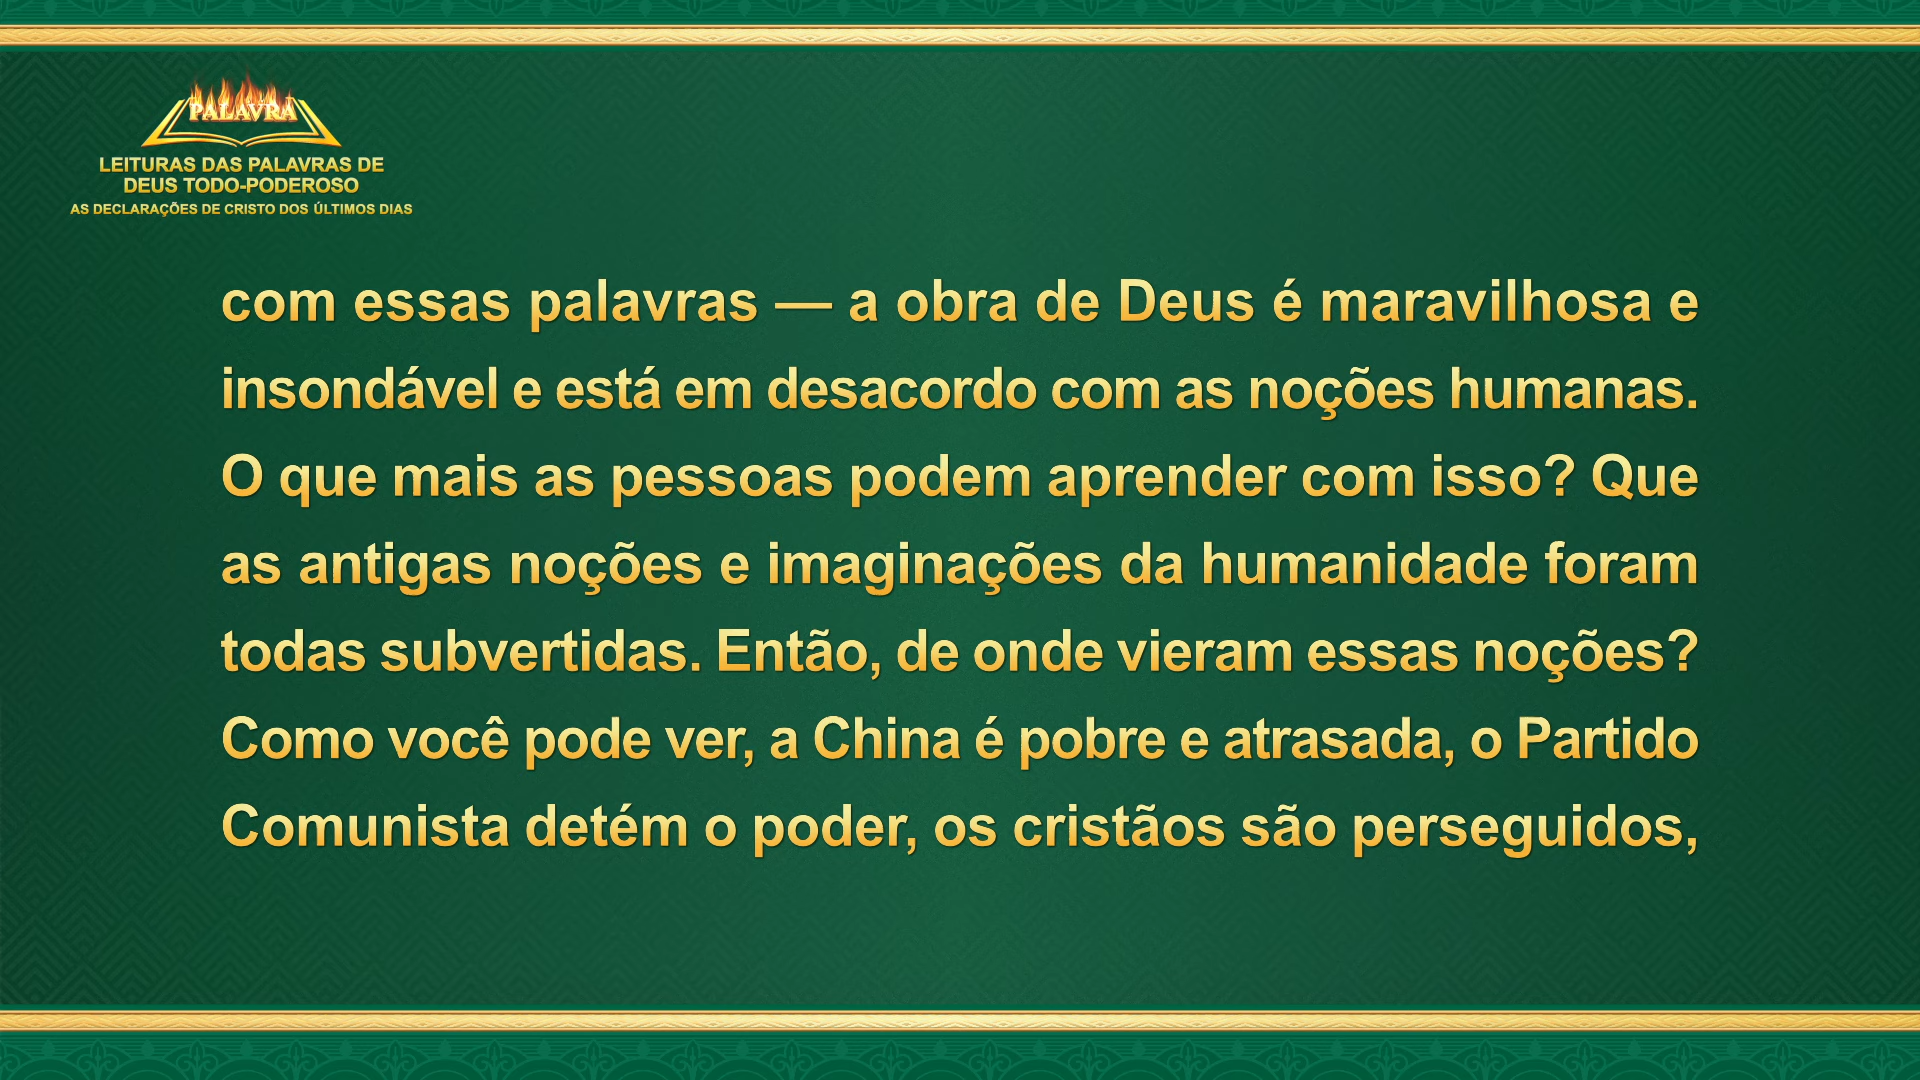 PALAVRA
LEITURAS DAS PALAVRAS DE
DEUS TODO-PODEROSO
AS DECLARAÇÕES DE CRISTO DOS ÚLTIMOS DIAS
com essas palavras — a obra de Deus é maravilhosa e
insondável e está em desacordo com as noções humanas.
O que mais as pessoas podem aprender com isso? Que
as antigas noções e imaginações da humanidade foram
todas subvertidas. Então, de onde vieram essas noções?
Como você pode ver, a China é pobre e atrasada, o Partido
Comunista detém o poder, os cristãos são perseguidos,